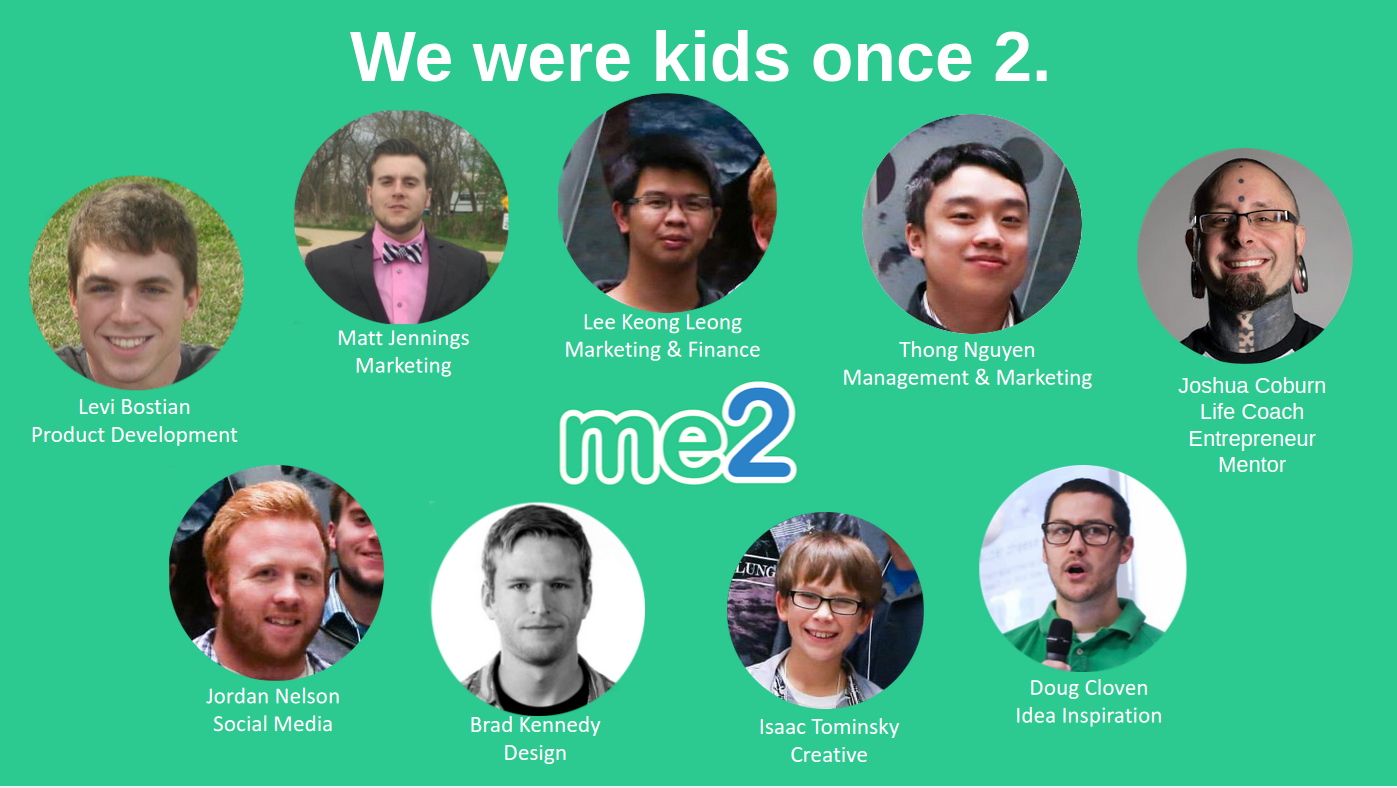 We were kids once 2.
Levi Bostian
Product Development
Matt Jennings
Marketing
Lee Keong Leong
Marketing & Finance
Thong Nguyen
Management & Marketing
Joshua Coburn
Life Coach
Entrepreneur
Mentor
me2
Jordan Nelson
Social Media
Brad Kennedy
Design
LUNG
Isaac Tominsky
Creative
Doug Cloven
Idea Inspiration